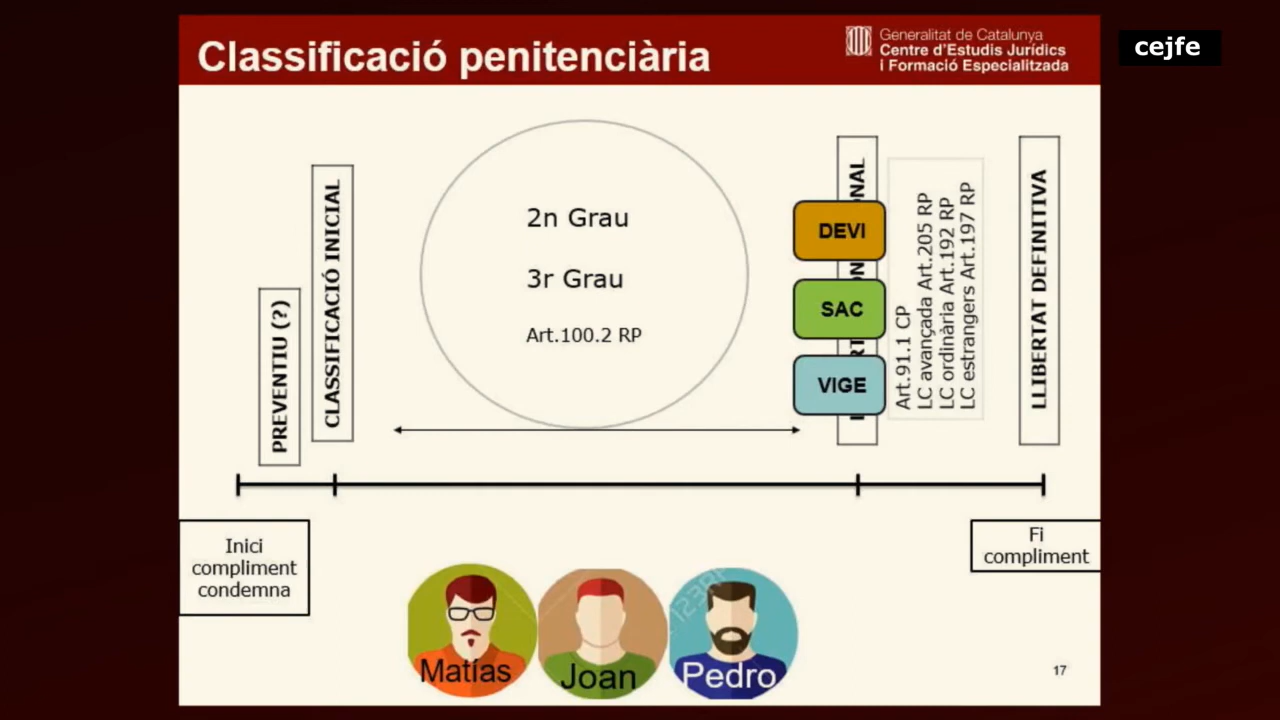 Classificació penitenciària
Generalitat de Catalunya
Centre d'Estudis Jurídics
i Formació Especialitzada
cejfe
PREVENTIU (?)
CLASSIFICACIÓ INICIAL
2n Grau
3r Grau
Art.100.2 RP
DEVI
SAC
VIGE
Art.91.1 CP
LC avançada Art.205 RP
LC ordinària Art.192 RP
LC estrangers Art.197 RP
LLIBERTAT DEFINITIVA
Inici
compliment
condemna
Fi
compliment
Matías
Joan
Pedro
17